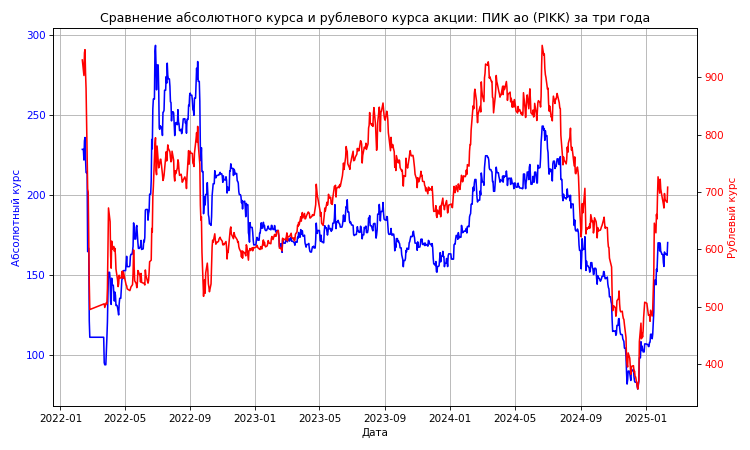 Сравнение абсолютного курса и рублевого курса акции: ПИК ао (PIKK) за три года
300
250
200
150
100
Абсолютный курс
900
800
700
600
500
400
Рублевый курс
2022-01 2022-05 2022-09 2023-01 2023-05 2023-09 2024-01 2024-05 2024-09 2025-01
Дата